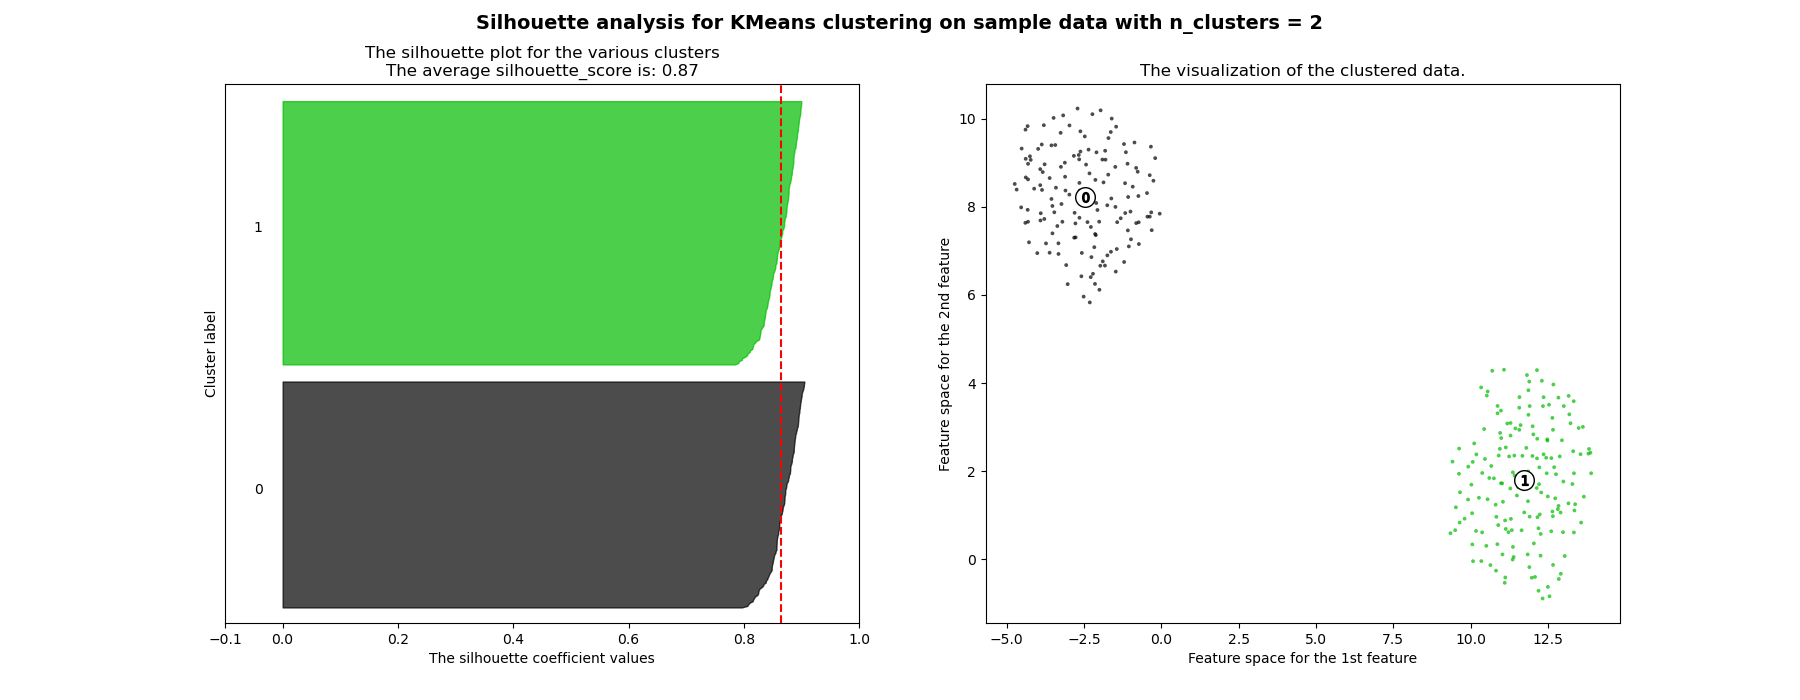 Silhouette analysis for KMeans clustering on sample data with n_clusters = 2
The silhouette plot for the various clusters
The average silhouette_score is: 0.87
Cluster label
1
0
−0.1 0.0 0.2 0.4 0.6 0.8 1.0
The silhouette coefficient values
The visualization of the clustered data.
Feature space for the 2nd feature
10
8
6
4
2
0
0
1
−5.0 −2.5 0.0 2.5 5.0 7.5 10.0 12.5
Feature space for the 1st feature